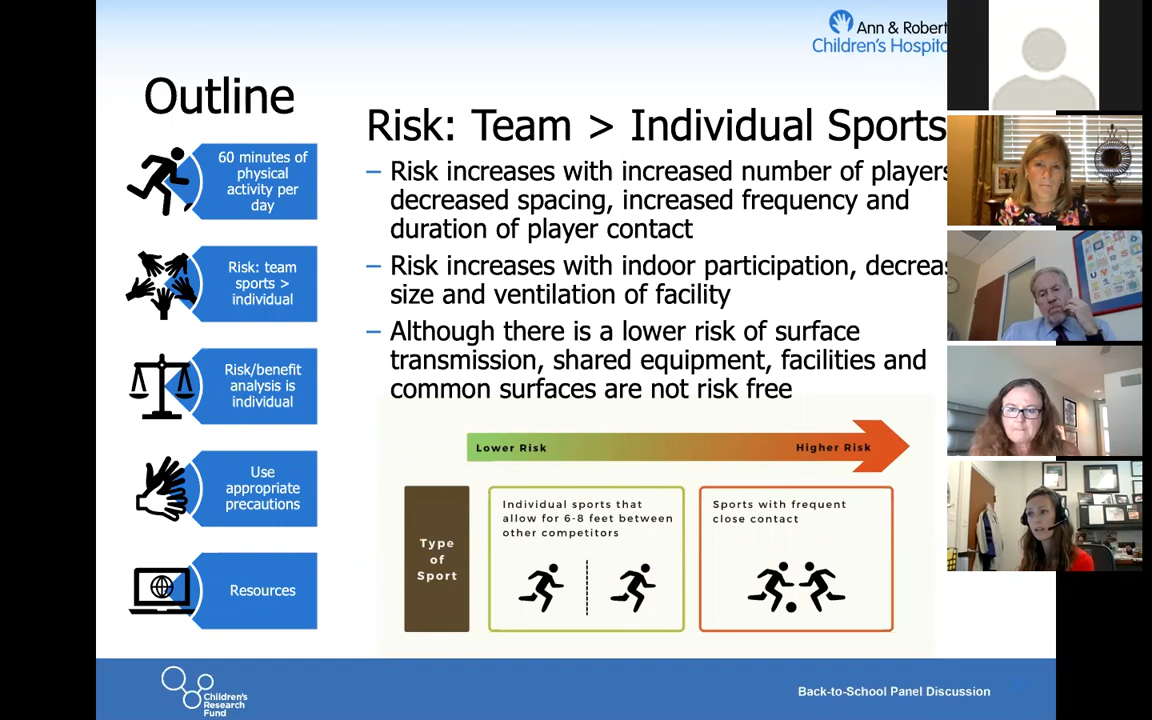 Ann & Robert
Children's Hospita
Outline
60 minutes of
physical
activity per
day
Risk: team
sports >
individual
Risk/benefit
analysis is
individual
Use
appropriate
precautions
Resources
Risk: Team > Individual Sports
– Risk increases with increased number of players
decreased spacing, increased frequency and
duration of player contact
– Risk increases with indoor participation, decreas
size and ventilation of facility
– Although there is a lower risk of surface
transmission, shared equipment, facilities and
common surfaces are not risk free
Lower Risk
Higher Risk
Type
of
Sport
Individual sports that
allow for 6-8 feet between
other competitors
Sports with frequent
close contact
Children's
Research
Fund
Back-to-School Panel Discussion